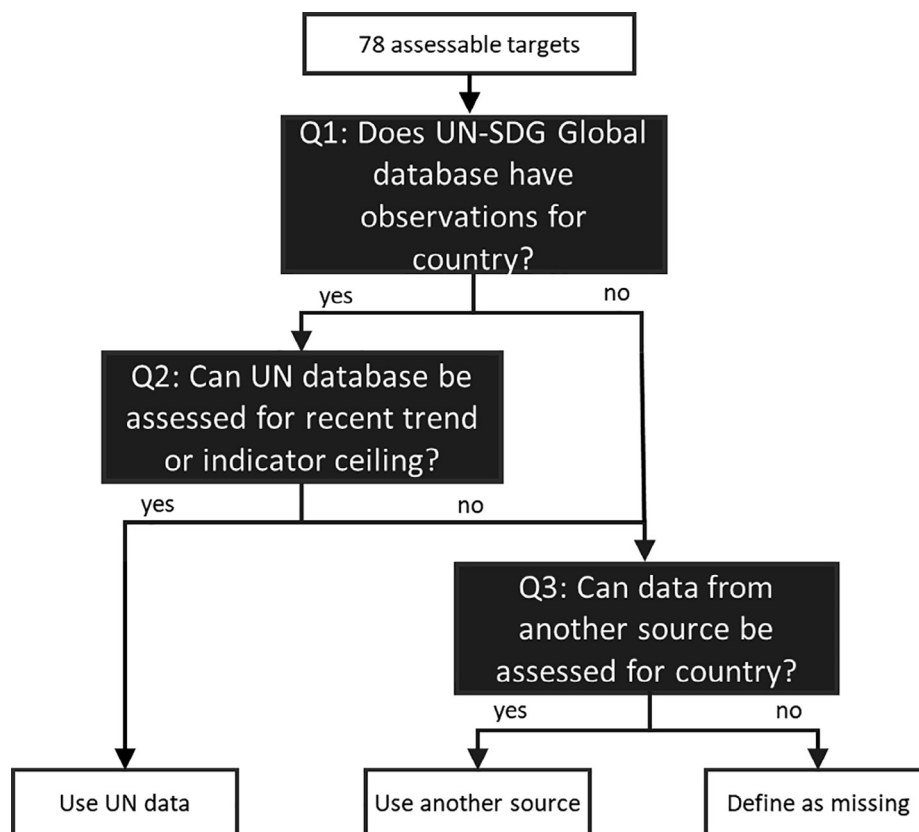 78 assessable targets
Q1: Does UN-SDG Global
database have
observations for
country?
yes
no
Q2: Can UN database be
assessed for recent trend
or indicator ceiling?
yes
no
Q3: Can data from
another source be
assessed for country?
yes
no
Use UN data
Use another source
Define as missing